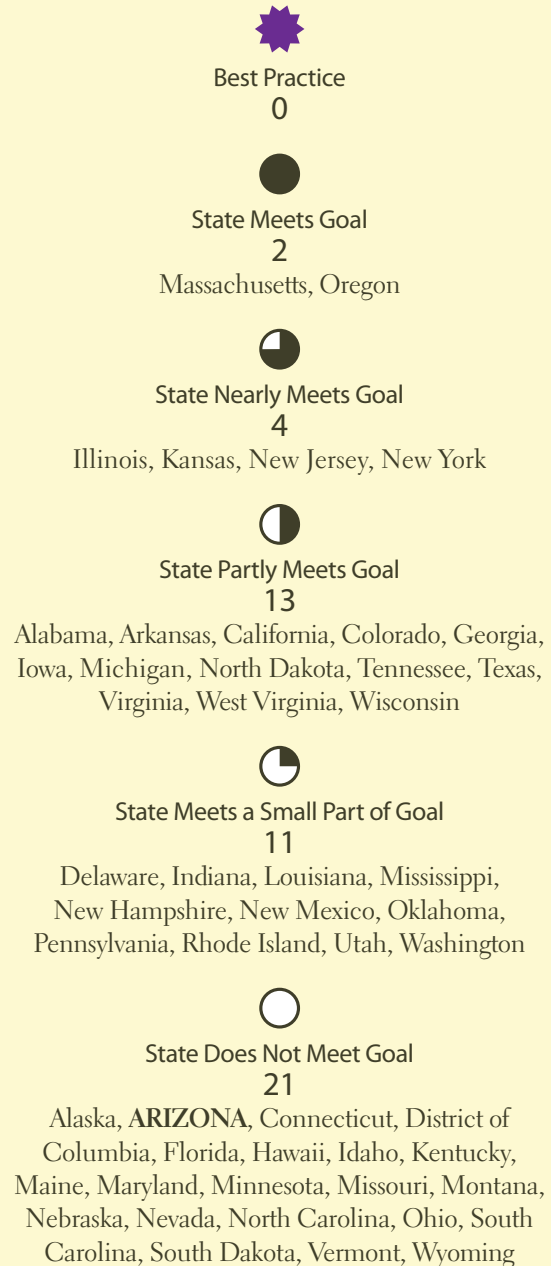 Best Practice
0
State Meets Goal
2
Massachusetts, Oregon
State Nearly Meets Goal
4
Illinois, Kansas, New Jersey, New York
State Partly Meets Goal
13
Alabama, Arkansas, California, Colorado, Georgia,
Iowa, Michigan, North Dakota, Tennessee, Texas,
Virginia, West Virginia, Wisconsin
State Meets a Small Part of Goal
11
Delaware, Indiana, Louisiana, Mississippi,
New Hampshire, New Mexico, Oklahoma,
Pennsylvania, Rhode Island, Utah, Washington
State Does Not Meet Goal
21
Alaska, ARIZONA, Connecticut, District of
Columbia, Florida, Hawaii, Idaho, Kentucky,
Maine, Maryland, Minnesota, Missouri, Montana,
Nebraska, Nevada, North Carolina, Ohio, South
Carolina, South Dakota, Vermont, Wyoming